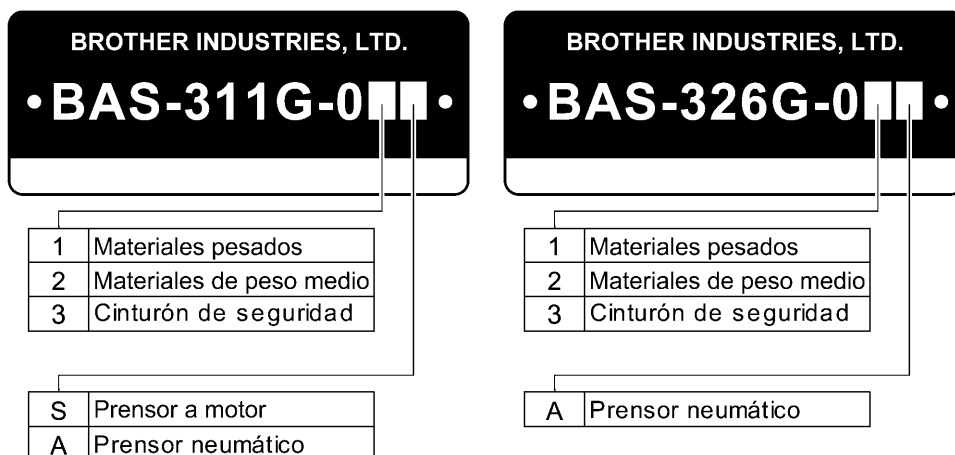 BROTHER INDUSTRIES, LTD.
BAS-311G-0
1 Materiales pesados
2 Materiales de peso medio
3 Cinturón de seguridad
S Prensor a motor
A Prensor neumático
BROTHER INDUSTRIES, LTD.
BAS-326G-0
1 Materiales pesados
2 Materiales de peso medio
3 Cinturón de seguridad
A Prensor neumático